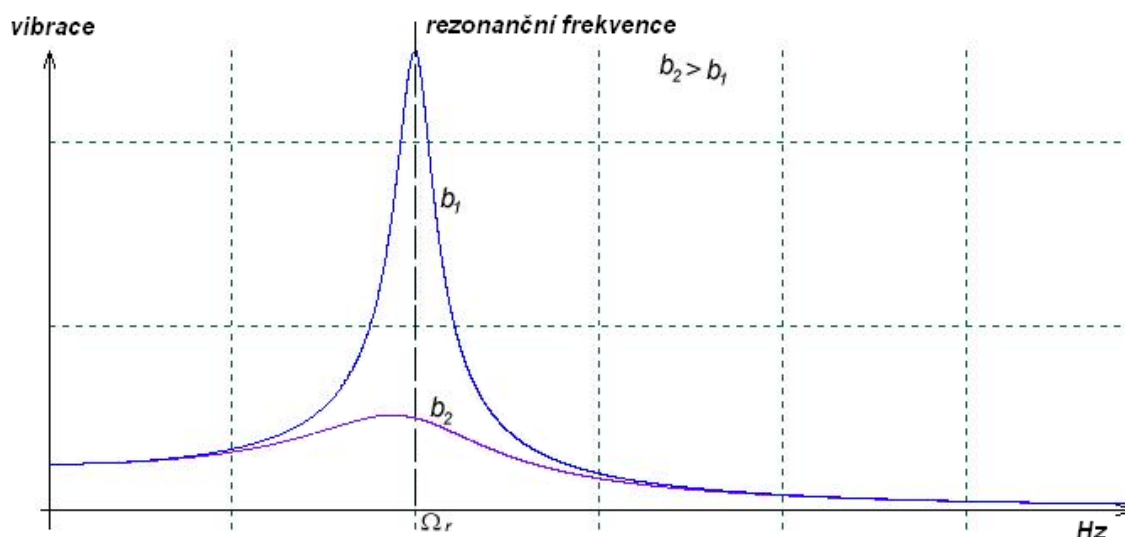 vibrace
rezonanční frekvence
b₂ > b₁
b₁
b₂
Ωᵣ
Hz